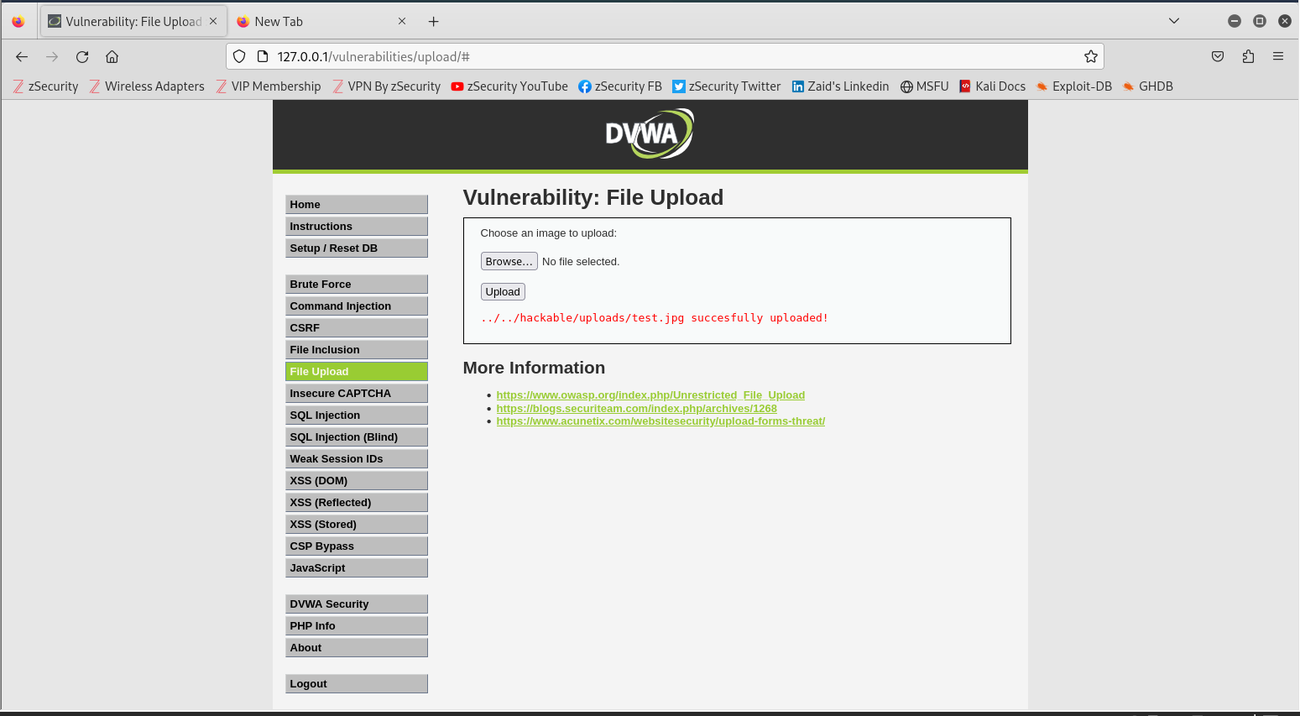 Vulnerability: File Upload
New Tab
127.0.0.1/vulnerabilities/upload/#
zSecurity Wireless Adapters VIP Membership VPN By zSecurity zSecurity YouTube zSecurity FB zSecurity Twitter Zaid's Linkedin MSFU Kali Docs Exploit-DB GHDB
DVWA
Home
Instructions
Setup / Reset DB
Brute Force
Command Injection
CSRF
File Inclusion
File Upload
Insecure CAPTCHA
SQL Injection
SQL Injection (Blind)
Weak Session IDs
XSS (DOM)
XSS (Reflected)
XSS (Stored)
CSP Bypass
JavaScript
DVWA Security
PHP Info
About
Logout
Vulnerability: File Upload
Choose an image to upload:
Browse... No file selected.
Upload
../../hackable/uploads/test.jpg succesfully uploaded!
More Information
https://www.owasp.org/index.php/Unrestricted_File_Upload
https://blogs.securiteam.com/index.php/archives/1268
https://www.acunetix.com/websitesecurity/upload-forms-threat/